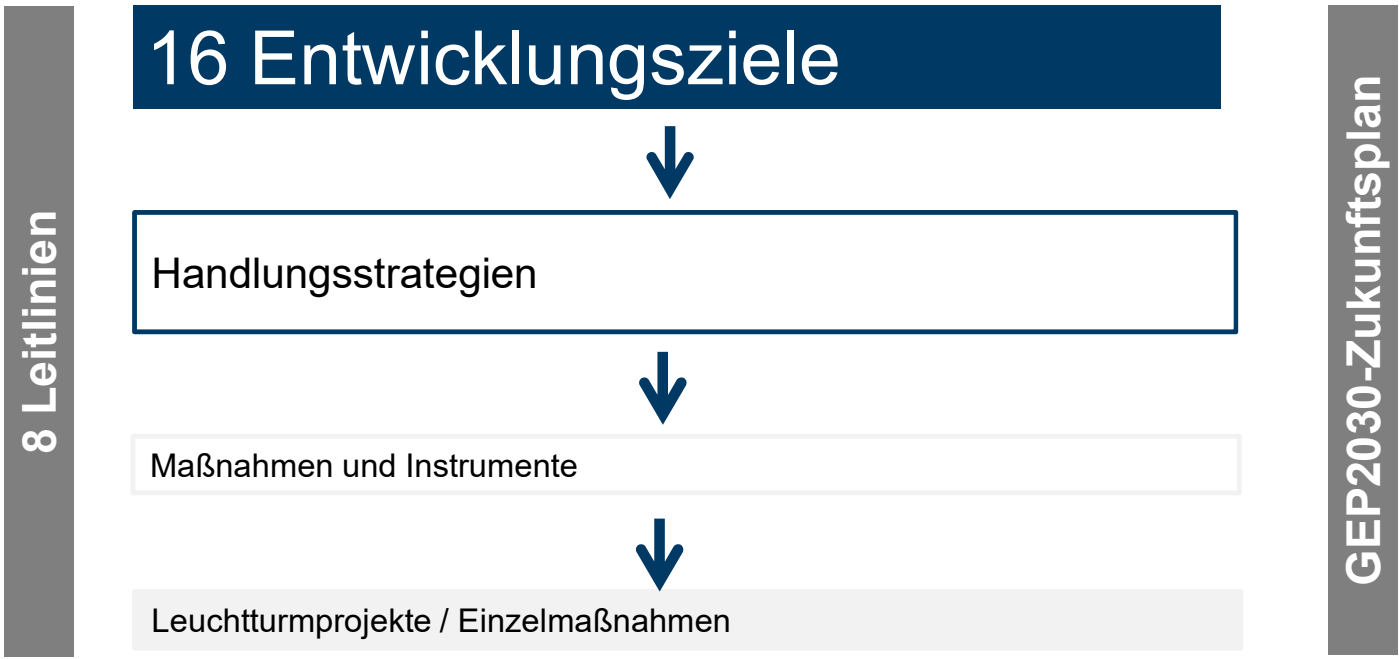 8 Leitlinien
16 Entwicklungsziele
Handlungsstrategien
Maßnahmen und Instrumente
Leuchtturmprojekte / Einzelmaßnahmen
GEP2030-Zukunftsplan